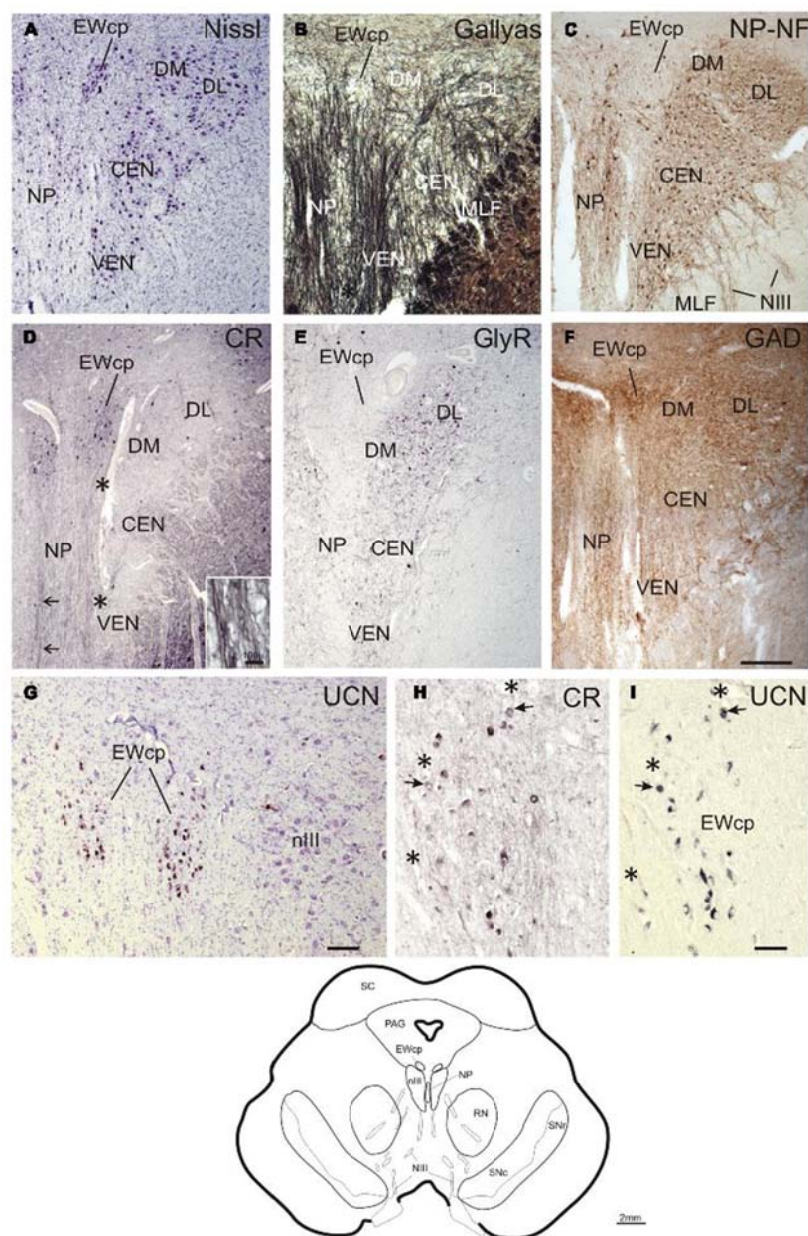 A Nissl
EWcp
DM
DL
CEN
NP
VEN
B Gallyas
EWcp
DM
DL
CEN
NP
MLF
VEN
*
C NP-NF
EWcp
DM
DL
CEN
NP
VEN
NIII
MLF
D CR
EWcp
DL
DM
*
CEN
NP
*
VEN
E GlyR
EWcp
DL
DM
NP
CEN
VEN
F GAD
EWcp
DM
DL
CEN
NP
VEN
G UCN
EWcp
nIII
H * CR
*
*
I * UCN
*
EWcp
*
SC
PAG
EWcp
nIII
NP
RN
SNr
NIII
SNc
2mm